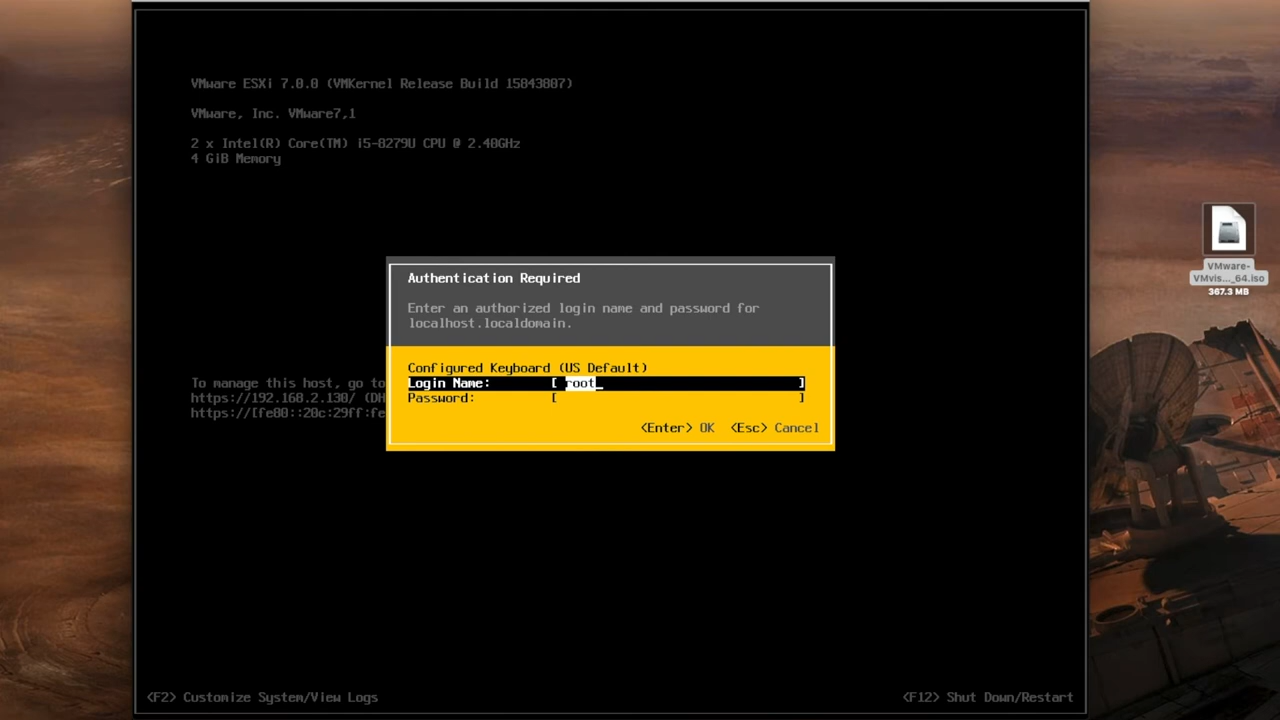 VMware ESXi 7.0.0 (VMKernel Release Build 15843807)
VMware, Inc. VMware7,1
2 x Intel(R) Core(TM) i5-8279U CPU @ 2.40GHz
4 GiB Memory
Authentication Required
Enter an authorized login name and password for
localhost.localdomain.
Configured Keyboard (US Default)
Login Name: [ root_ ]
Password: [ ]
<Enter> OK <Esc> Cancel
To manage this host, go to
https://192.168.2.130/ (DH
https://[fe80::20c:29ff:fe
<F2> Customize System/View Logs
<F12> Shut Down/Restart
VMware-
VMvis..._64.iso
367.3 MB